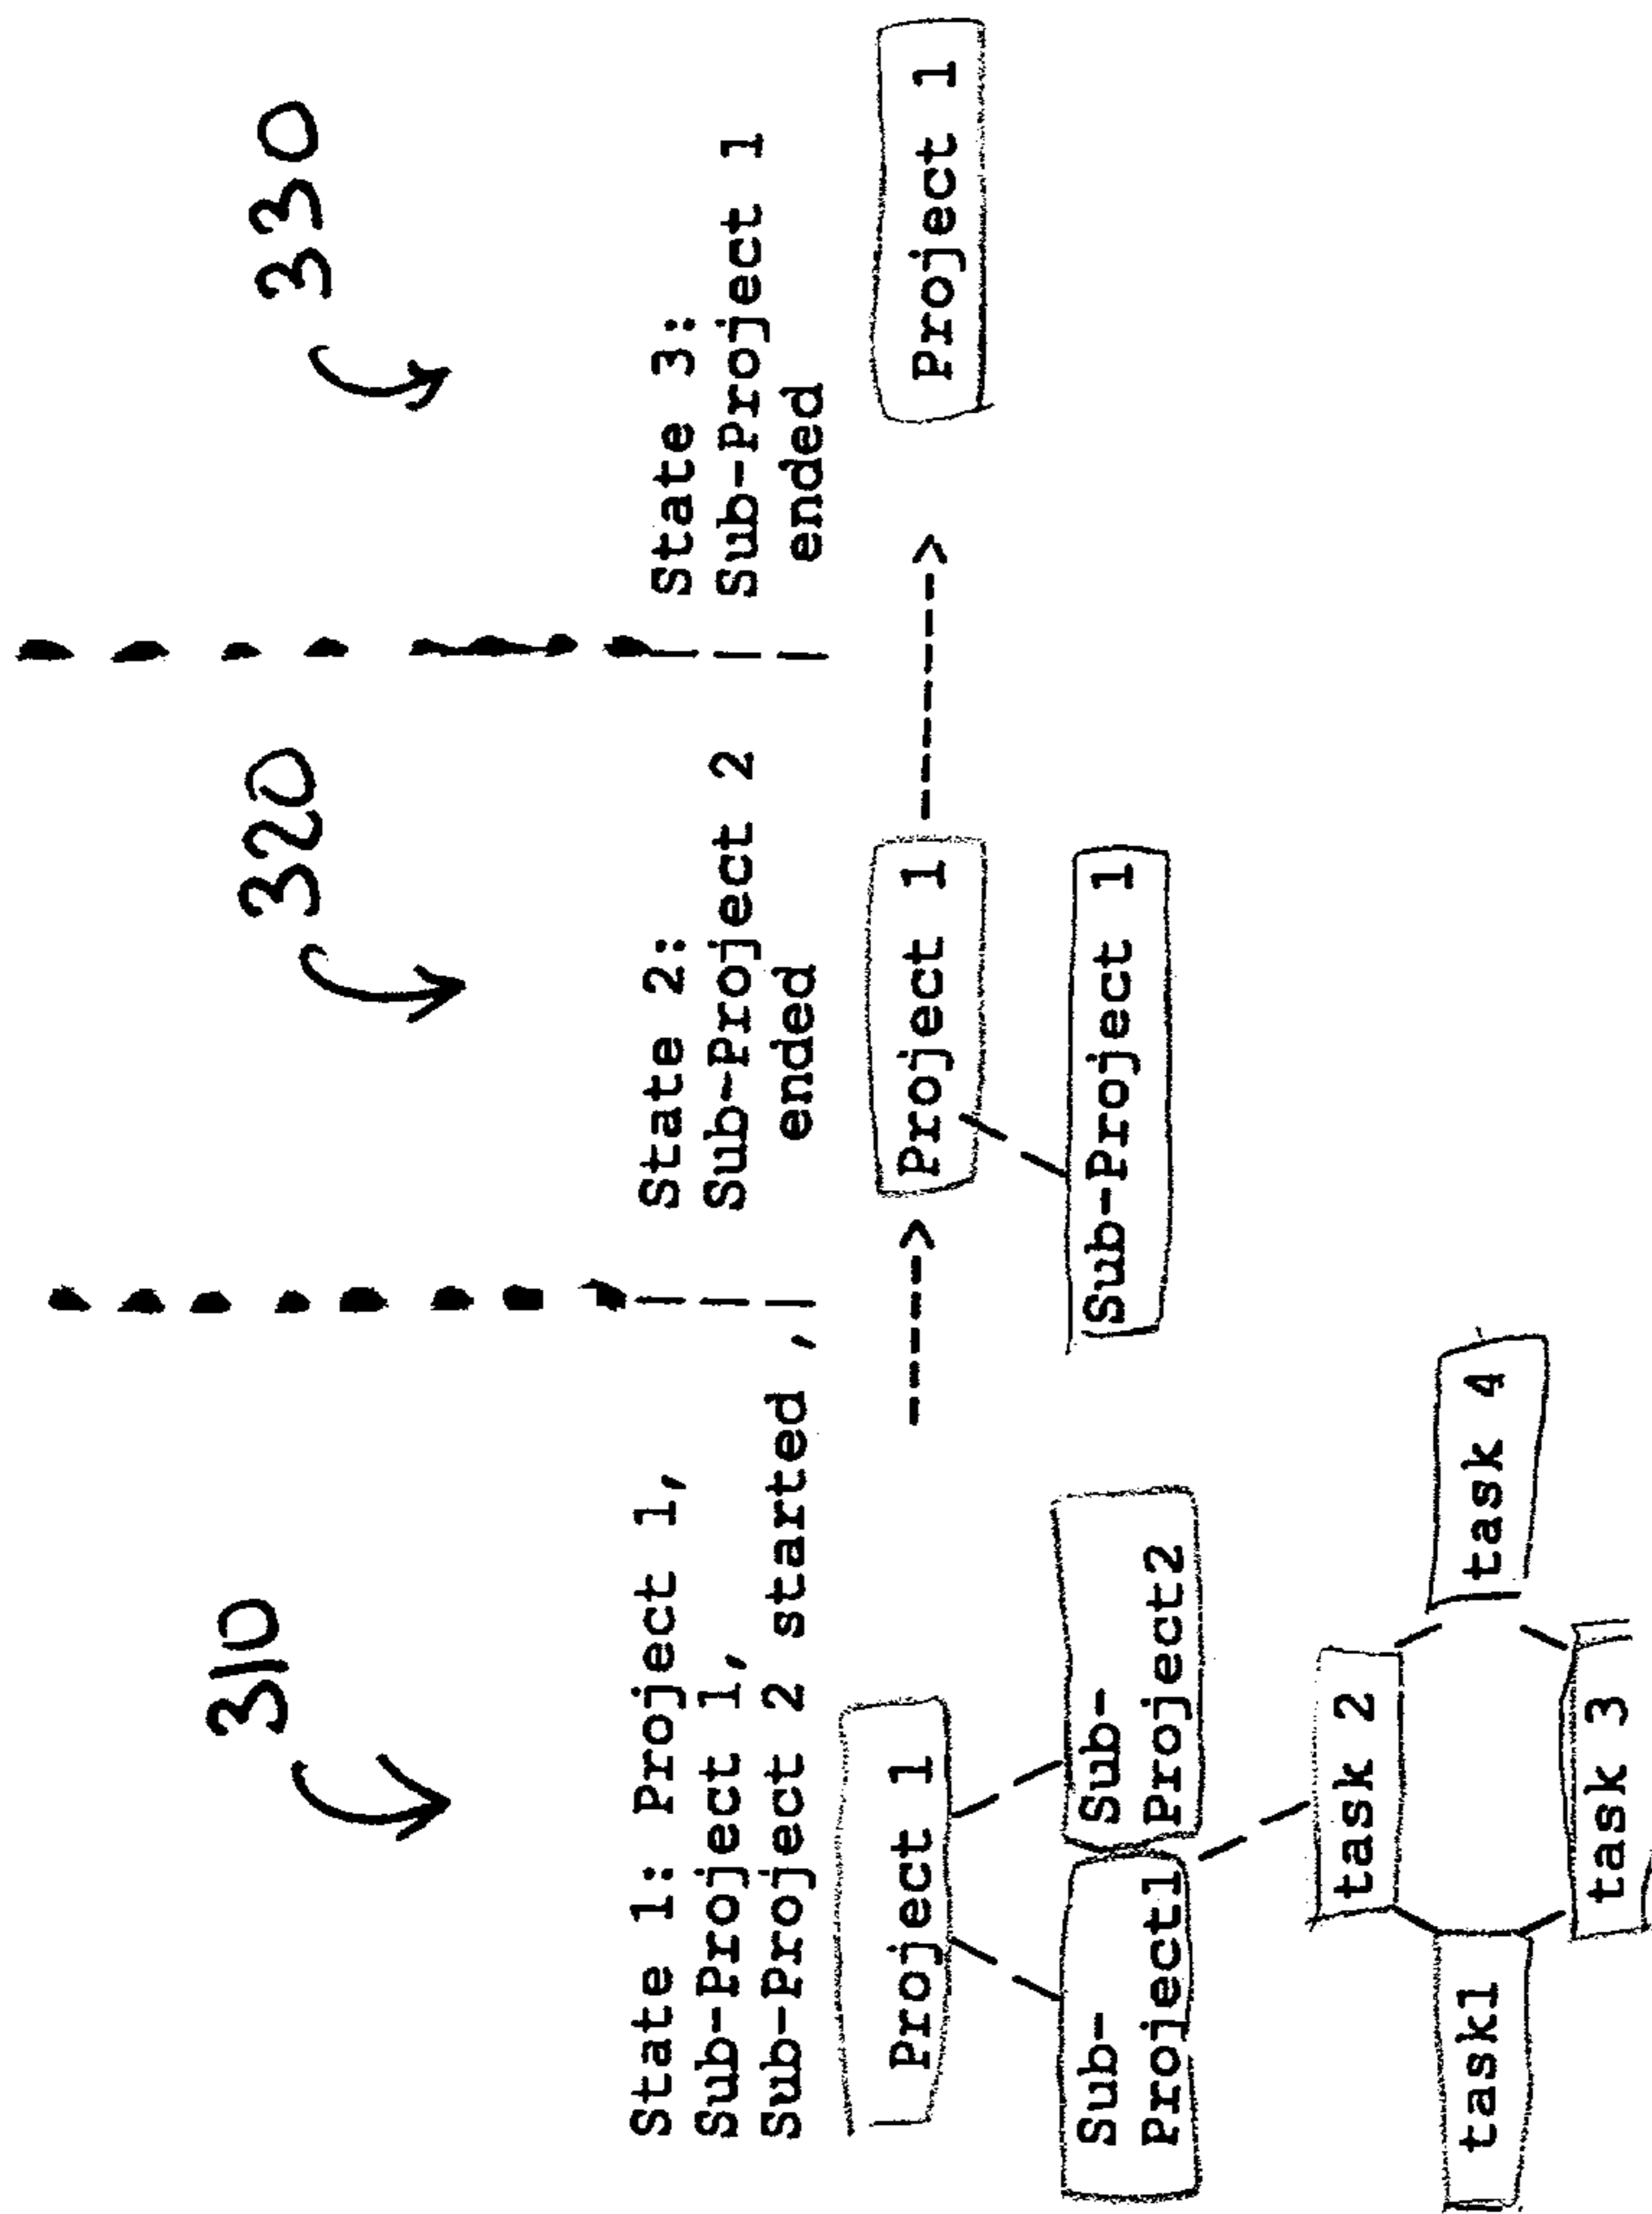 310
320
330
State 1: Project 1,
Sub-Project 1,
Sub-Project 2 started ,|
State 2:
Sub-Project 2
ended
State 3:
Sub-Project 1
ended
Project 1
----->
Project 1
------->
Project 1
Sub-
Project1
Sub-
Project2
Sub-Project 1
task 2
task1
task 4
task 3